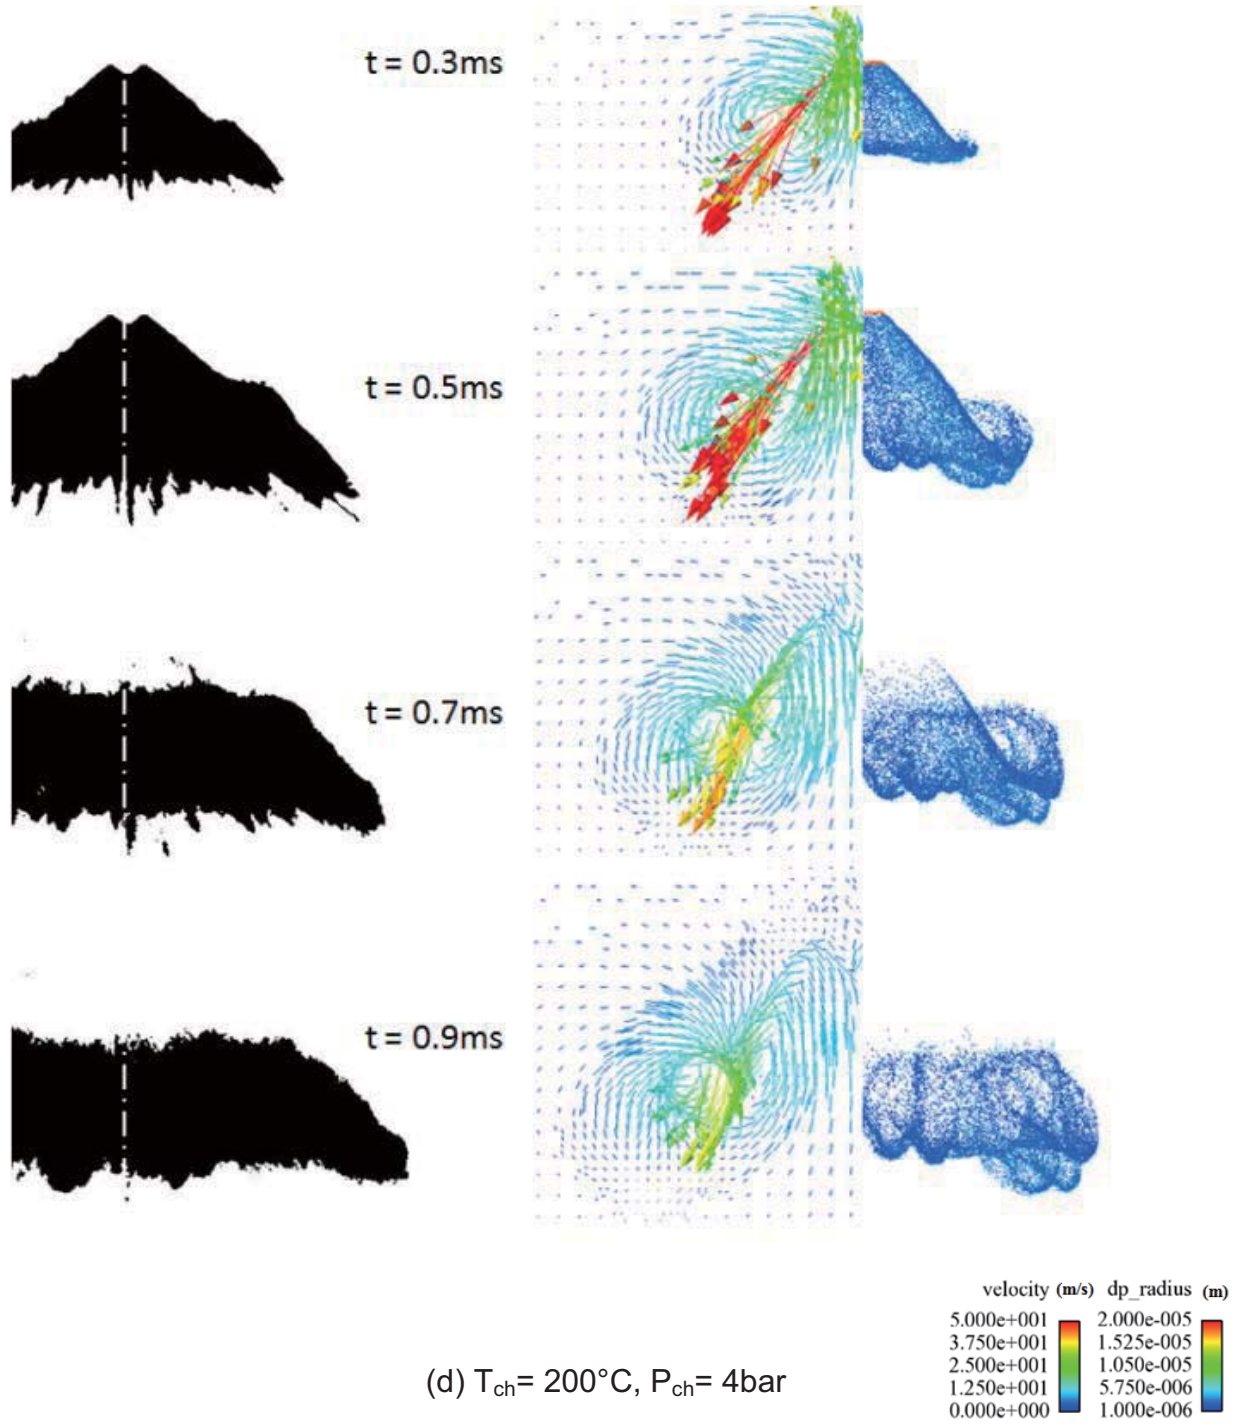 t = 0.3ms
t = 0.5ms
t = 0.7ms
t = 0.9ms
velocity (m/s) dp_radius (m)
5.000e+001 2.000e-005
3.750e+001 1.525e-005
2.500e+001 1.050e-005
1.250e+001 5.750e-006
0.000e+000 1.000e-006
(d) Tch= 200°C, Pch= 4bar